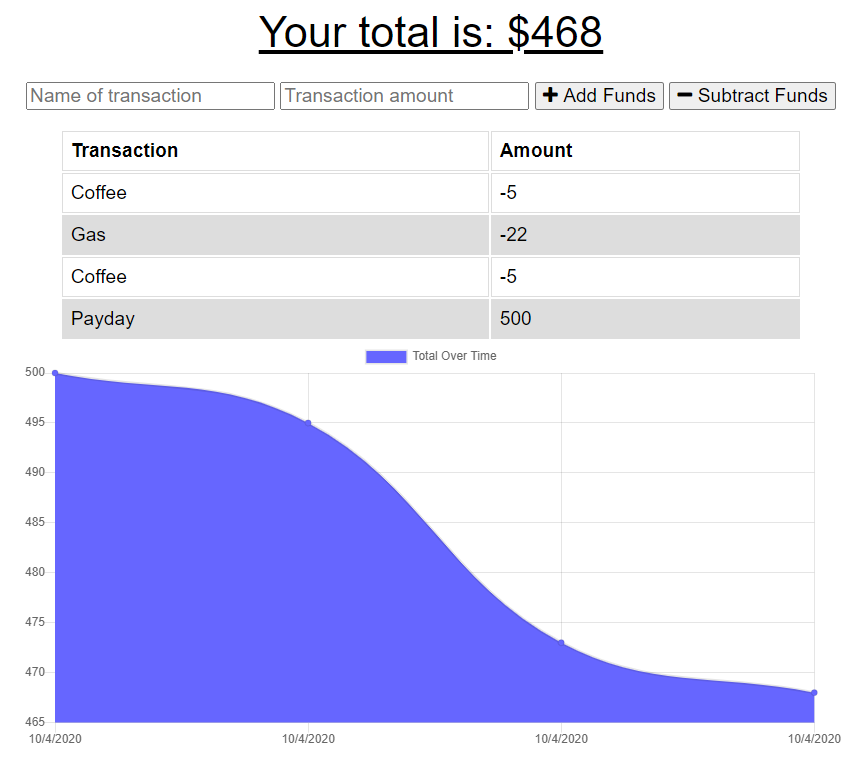 Your total is: $468
Name of transaction Transaction amount + Add Funds − Subtract Funds
Transaction Amount
Coffee -5
Gas -22
Coffee -5
Payday 500
Total Over Time
500
495
490
485
480
475
470
465
10/4/2020 10/4/2020 10/4/2020 10/4/2020